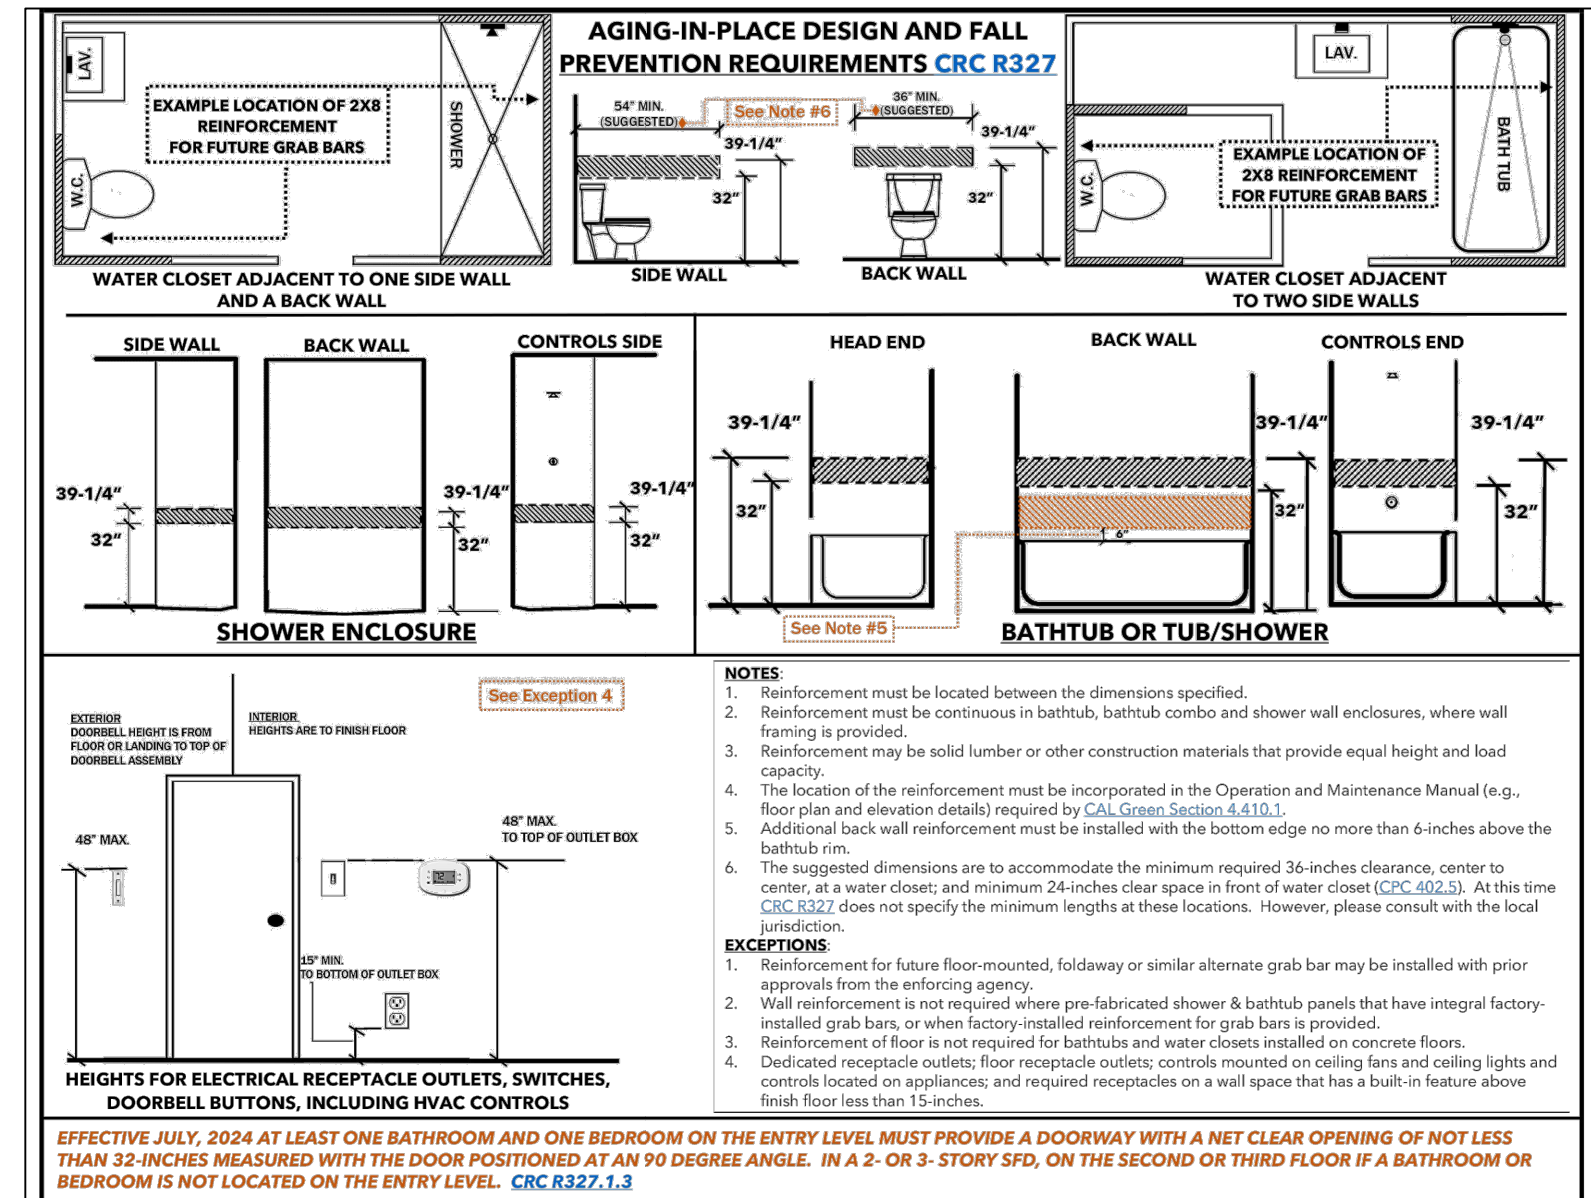 AGING-IN-PLACE DESIGN AND FALL
PREVENTION REQUIREMENTS CRC R327
LAV.
EXAMPLE LOCATION OF 2X8
REINFORCEMENT
FOR FUTURE GRAB BARS
SHOWER
W.C.
WATER CLOSET ADJACENT TO ONE SIDE WALL
AND A BACK WALL
54" MIN.
(SUGGESTED)
See Note #6
36" MIN.
(SUGGESTED)
39-1/4"
32"
SIDE WALL
39-1/4"
32"
BACK WALL
LAV.
BATH TUB
EXAMPLE LOCATION OF
2X8 REINFORCEMENT
FOR FUTURE GRAB BARS
W.C.
WATER CLOSET ADJACENT
TO TWO SIDE WALLS
SIDE WALL
BACK WALL
CONTROLS SIDE
39-1/4"
32"
39-1/4"
32"
39-1/4"
32"
SHOWER ENCLOSURE
HEAD END
BACK WALL
CONTROLS END
39-1/4"
32"
39-1/4"
32"
6"
39-1/4"
32"
See Note #5
BATHTUB OR TUB/SHOWER
See Exception 4
EXTERIOR
DOORBELL HEIGHT IS FROM
FLOOR OR LANDING TO TOP OF
DOORBELL ASSEMBLY
INTERIOR
HEIGHTS ARE TO FINISH FLOOR
48" MAX.
48" MAX.
TO TOP OF OUTLET BOX
72
15" MIN.
TO BOTTOM OF OUTLET BOX
HEIGHTS FOR ELECTRICAL RECEPTACLE OUTLETS, SWITCHES,
DOORBELL BUTTONS, INCLUDING HVAC CONTROLS
NOTES:
1. Reinforcement must be located between the dimensions specified.
2. Reinforcement must be continuous in bathtub, bathtub combo and shower wall enclosures, where wall
framing is provided.
3. Reinforcement may be solid lumber or other construction materials that provide equal height and load
capacity.
4. The location of the reinforcement must be incorporated in the Operation and Maintenance Manual (e.g.,
floor plan and elevation details) required by CAL Green Section 4.410.1.
5. Additional back wall reinforcement must be installed with the bottom edge no more than 6-inches above the
bathtub rim.
6. The suggested dimensions are to accommodate the minimum required 36-inches clearance, center to
center, at a water closet; and minimum 24-inches clear space in front of water closet (CPC 402.5). At this time
CRC R327 does not specify the minimum lengths at these locations. However, please consult with the local
jurisdiction.
EXCEPTIONS:
1. Reinforcement for future floor-mounted, foldaway or similar alternate grab bar may be installed with prior
approvals from the enforcing agency.
2. Wall reinforcement is not required where pre-fabricated shower & bathtub panels that have integral factory-
installed grab bars, or when factory-installed reinforcement for grab bars is provided.
3. Reinforcement of floor is not required for bathtubs and water closets installed on concrete floors.
4. Dedicated receptacle outlets; floor receptacle outlets; controls mounted on ceiling fans and ceiling lights and
controls located on appliances; and required receptacles on a wall space that has a built-in feature above
finish floor less than 15-inches.
EFFECTIVE JULY, 2024 AT LEAST ONE BATHROOM AND ONE BEDROOM ON THE ENTRY LEVEL MUST PROVIDE A DOORWAY WITH A NET CLEAR OPENING OF NOT LESS
THAN 32-INCHES MEASURED WITH THE DOOR POSITIONED AT AN 90 DEGREE ANGLE. IN A 2- OR 3- STORY SFD, ON THE SECOND OR THIRD FLOOR IF A BATHROOM OR
BEDROOM IS NOT LOCATED ON THE ENTRY LEVEL. CRC R327.1.3